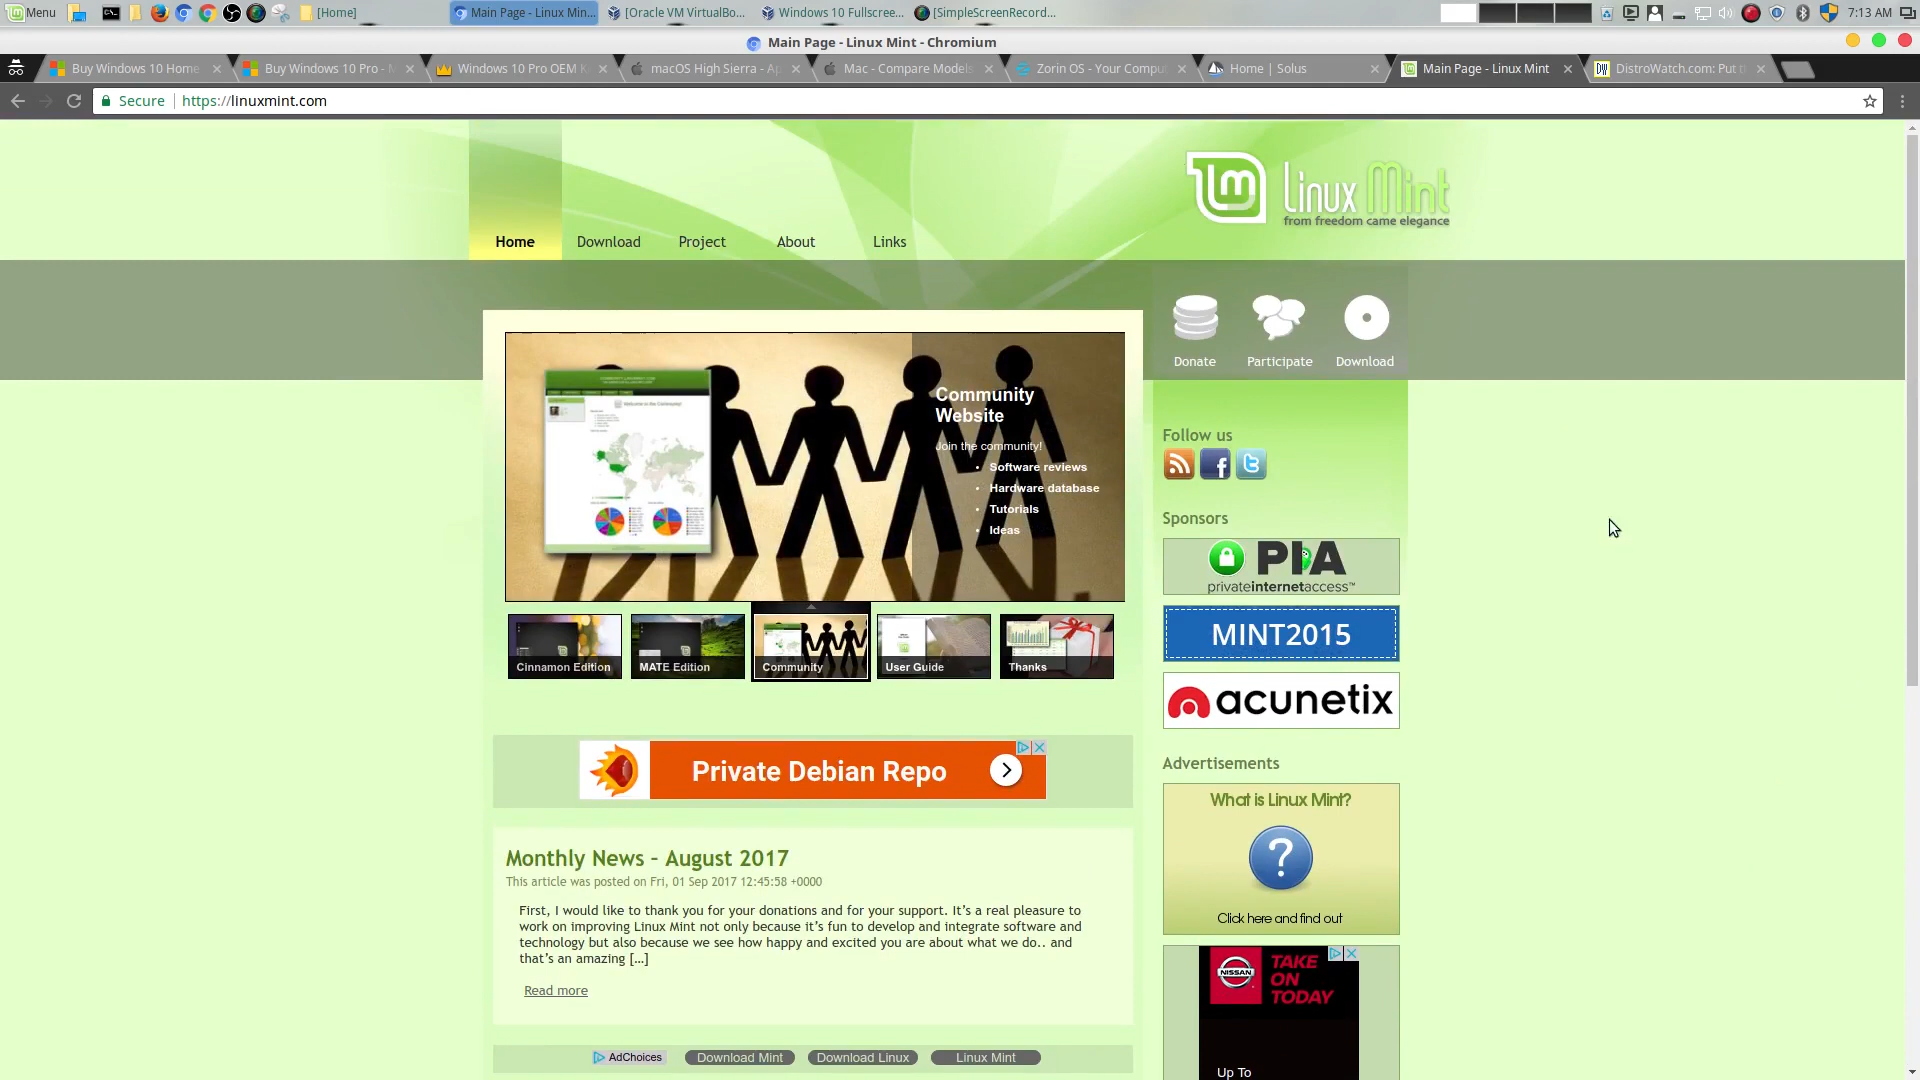 Menu
[Home]
Main Page - Linux Min...
[Oracle VM VirtualBo...
Windows 10 Fullscree...
[SimpleScreenRecord...
7:13 AM
Main Page - Linux Mint - Chromium
Buy Windows 10 Home
Buy Windows 10 Pro - M
Windows 10 Pro OEM K
macOS High Sierra - Ap
Mac - Compare Models
Zorin OS - Your Compu
Home | Solus
Main Page - Linux Mint
DistroWatch.com: Put t
Secure
https://linuxmint.com
Linux Mint
from freedom came elegance
Home
Download
Project
About
Links
Donate
Participate
Download
Community
Website
Join the community!
• Software reviews
• Hardware database
• Tutorials
• Ideas
Cinnamon Edition
MATE Edition
Community
User Guide
Thanks
Private Debian Repo
Monthly News – August 2017
This article was posted on Fri, 01 Sep 2017 12:45:58 +0000
First, I would like to thank you for your donations and for your support. It’s a real pleasure to
work on improving Linux Mint not only because it’s fun to develop and integrate software and
technology but also because we see how happy and excited you are about what we do.. and
that’s an amazing […]
Read more
AdChoices
Download Mint
Download Linux
Linux Mint
Follow us
Sponsors
PIA
privateinternetaccess™
MINT2015
acunetix
Advertisements
What is Linux Mint?
?
Click here and find out
NISSAN
TAKE
ON
TODAY
Up To